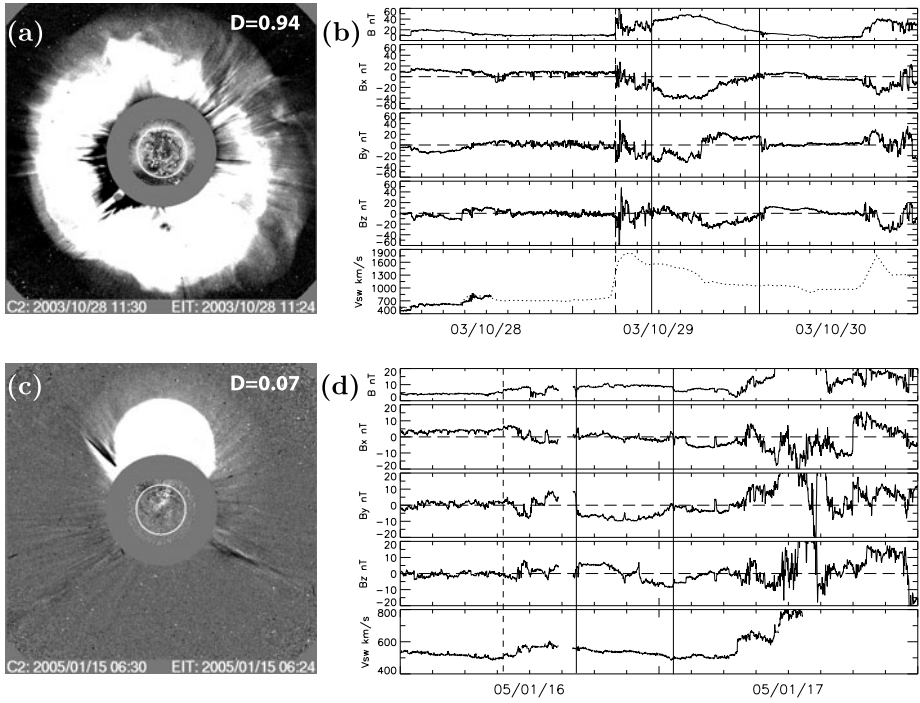 (a)
D=0.94
C2: 2003/10/28 11:30 EIT: 2003/10/28 11:24
(b)
B nT
60
40
20
Bx nT
60
40
20
0
-20
-40
-60
By nT
60
40
20
0
-20
-40
-60
Bz nT
60
40
20
0
-20
-40
-60
Vsw km/s
1900
1600
1300
1000
700
400
03/10/28 03/10/29 03/10/30
(c)
D=0.07
C2: 2005/01/15 06:30 EIT: 2005/01/15 06:24
(d)
B nT
20
10
0
Bx nT
20
10
0
-10
-20
By nT
20
10
0
-10
-20
Bz nT
20
10
0
-10
-20
Vsw km/s
800
600
400
05/01/16 05/01/17